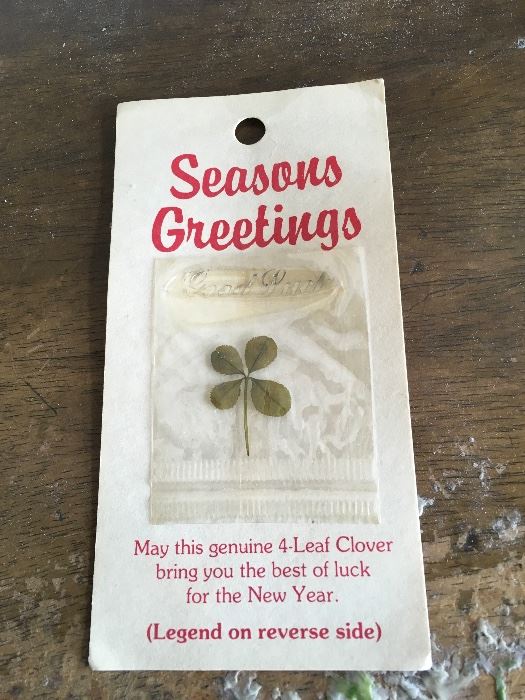 Seasons
Greetings
Good Luck
May this genuine 4-Leaf Clover
bring you the best of luck
for the New Year.
(Legend on reverse side)